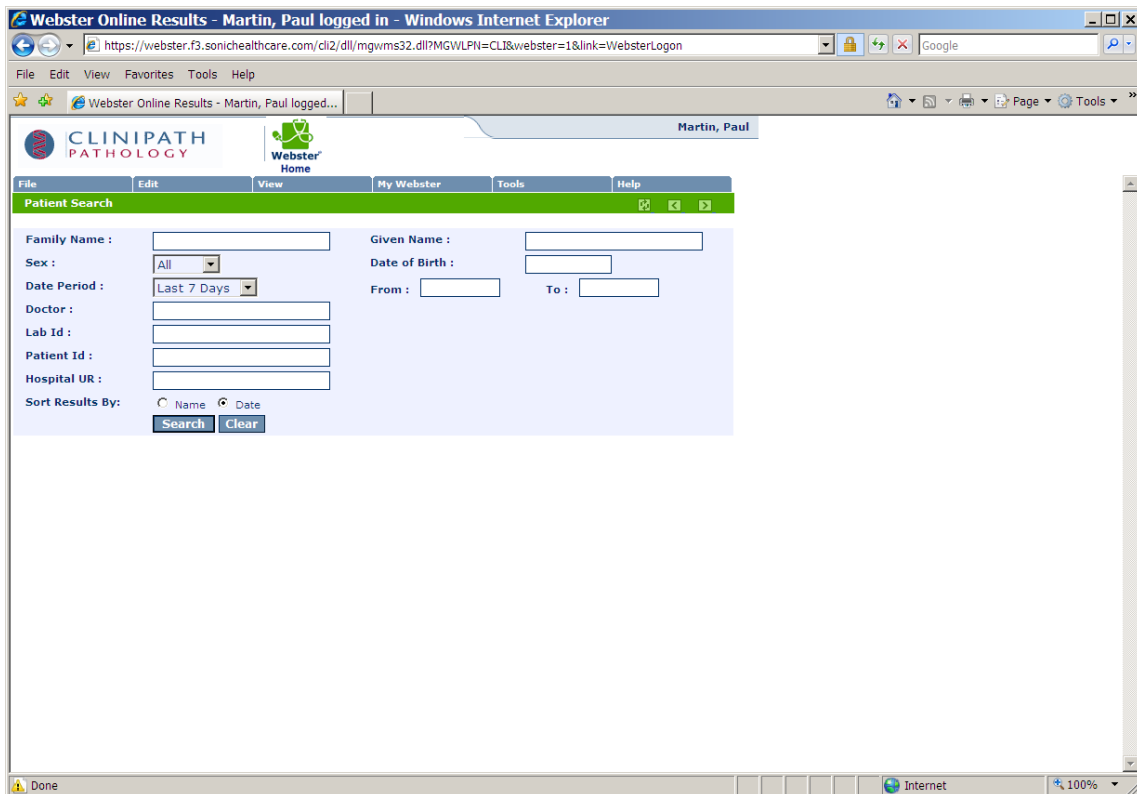 Webster Online Results - Martin, Paul logged in - Windows Internet Explorer
https://webster.f3.sonichealthcare.com/cli2/dll/mgwms32.dll?MGWLPN=CLI&webster=1&link=WebsterLogon
Google
File Edit View Favorites Tools Help
Webster Online Results - Martin, Paul logged...
Page Tools »
CLINIPATH
PATHOLOGY
Webster
Home
Martin, Paul
File Edit View My Webster Tools Help
Patient Search
Family Name : Given Name :
Sex : All Date of Birth :
Date Period : Last 7 Days From : To :
Doctor :
Lab Id :
Patient Id :
Hospital UR :
Sort Results By: Name Date
Search Clear
Done Internet 100%